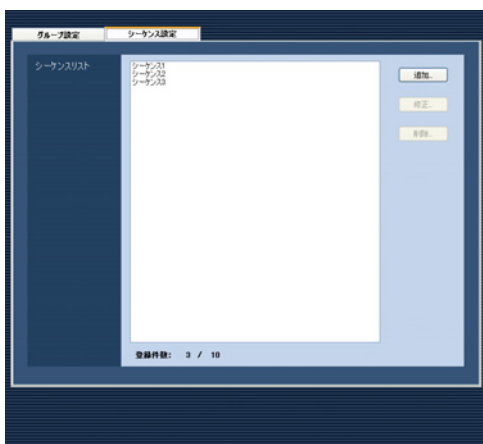 グループ設定
シーケンス設定
シーケンスリスト
シーケンス1
シーケンス2
シーケンス3
追加...
修正...
削除...
登録件数: 3 / 10